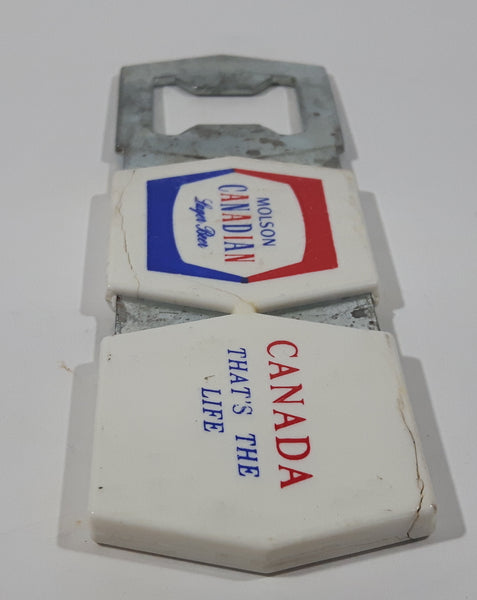 MOLSON
CANADIAN
Lager Beer
CANADA
THAT'S THE
LIFE